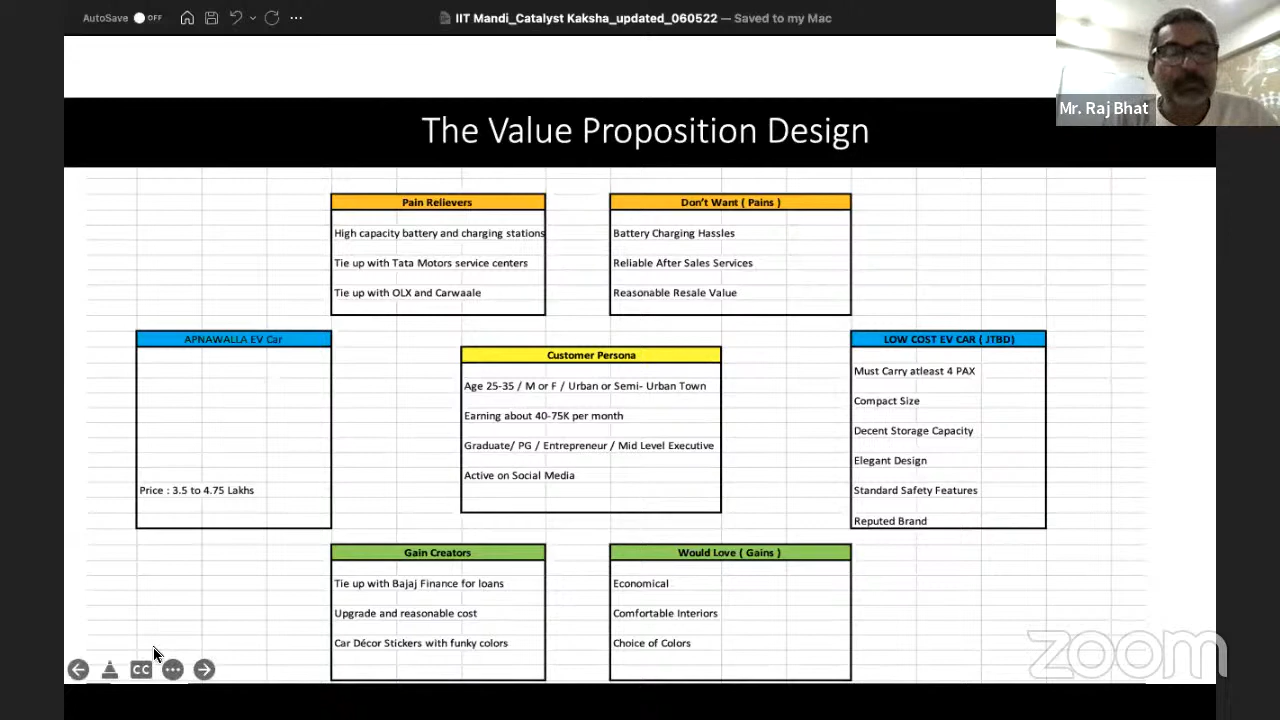 AutoSave OFF
IIT Mandi_Catalyst Kaksha_updated_060522 — Saved to my Mac
Mr. Raj Bhat
The Value Proposition Design
Pain Relievers
High capacity battery and charging stations
Tie up with Tata Motors service centers
Tie up with OLX and Carwaale
Don't Want ( Pains )
Battery Charging Hassles
Reliable After Sales Services
Reasonable Resale Value
APNAWALLA EV Car
Price : 3.5 to 4.75 Lakhs
Customer Persona
Age 25-35 / M or F / Urban or Semi- Urban Town
Earning about 40-75K per month
Graduate/ PG / Entrepreneur / Mid Level Executive
Active on Social Media
LOW COST EV CAR ( JTBD)
Must Carry atleast 4 PAX
Compact Size
Decent Storage Capacity
Elegant Design
Standard Safety Features
Reputed Brand
Gain Creators
Tie up with Bajaj Finance for loans
Upgrade and reasonable cost
Car Décor Stickers with funky colors
Would Love ( Gains )
Economical
Comfortable Interiors
Choice of Colors
CC
zoom